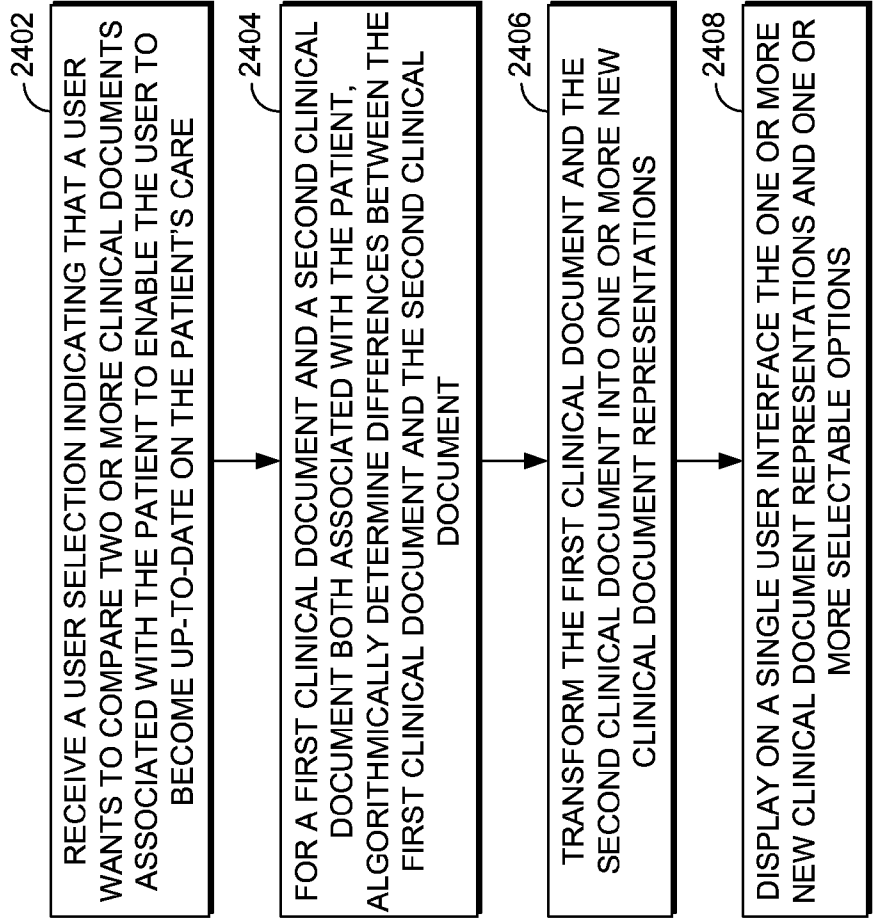 2402
RECEIVE A USER SELECTION INDICATING THAT A USER
WANTS TO COMPARE TWO OR MORE CLINICAL DOCUMENTS
ASSOCIATED WITH THE PATIENT TO ENABLE THE USER TO
BECOME UP-TO-DATE ON THE PATIENT'S CARE
2404
FOR A FIRST CLINICAL DOCUMENT AND A SECOND CLINICAL
DOCUMENT BOTH ASSOCIATED WITH THE PATIENT,
ALGORITHMICALLY DETERMINE DIFFERENCES BETWEEN THE
FIRST CLINICAL DOCUMENT AND THE SECOND CLINICAL
DOCUMENT
2406
TRANSFORM THE FIRST CLINICAL DOCUMENT AND THE
SECOND CLINICAL DOCUMENT INTO ONE OR MORE NEW
CLINICAL DOCUMENT REPRESENTATIONS
2408
DISPLAY ON A SINGLE USER INTERFACE THE ONE OR MORE
NEW CLINICAL DOCUMENT REPRESENTATIONS AND ONE OR
MORE SELECTABLE OPTIONS